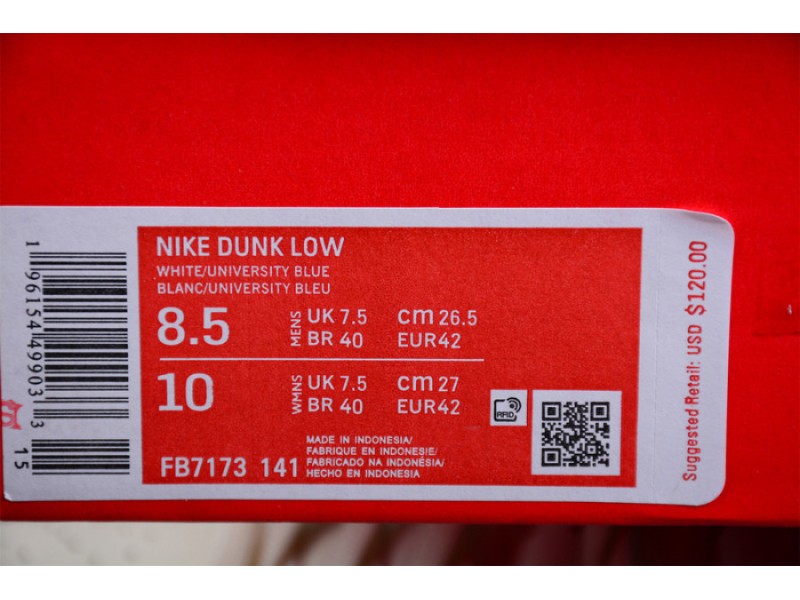 NIKE DUNK LOW
WHITE/UNIVERSITY BLUE
BLANC/UNIVERSITY BLEU
8.5 MENS UK 7.5 cm 26.5
BR 40 EUR42
10 WMNS UK 7.5 cm 27
BR 40 EUR42
RFID
FB7173 141
MADE IN INDONESIA/
FABRIQUE EN INDONESIE/
FABRICADO NA INDONÉSIA/
HECHO EN INDONESIA
1 96154 49903 3
15
Suggested Retail: USD $120.00